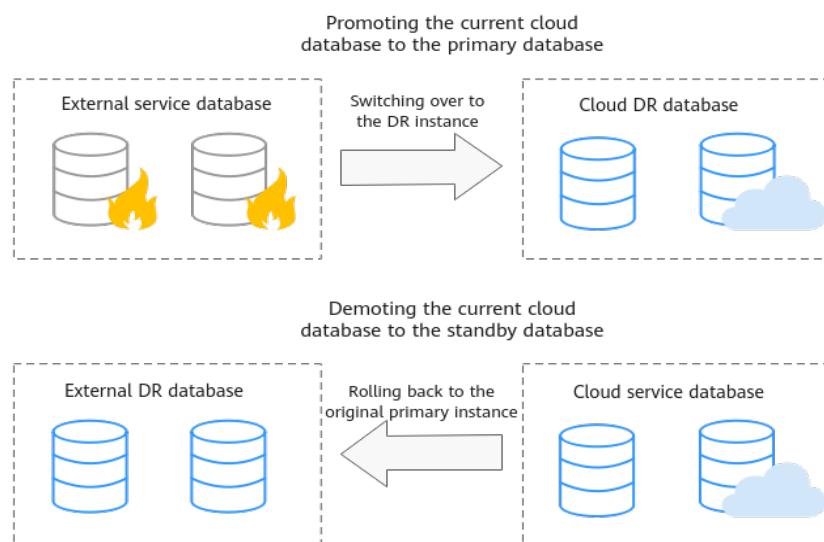 Promoting the current cloud
database to the primary database
External service database
Switching over to
the DR instance
Cloud DR database
Demoting the current cloud
database to the standby database
External DR database
Rolling back to the
original primary instance
Cloud service database